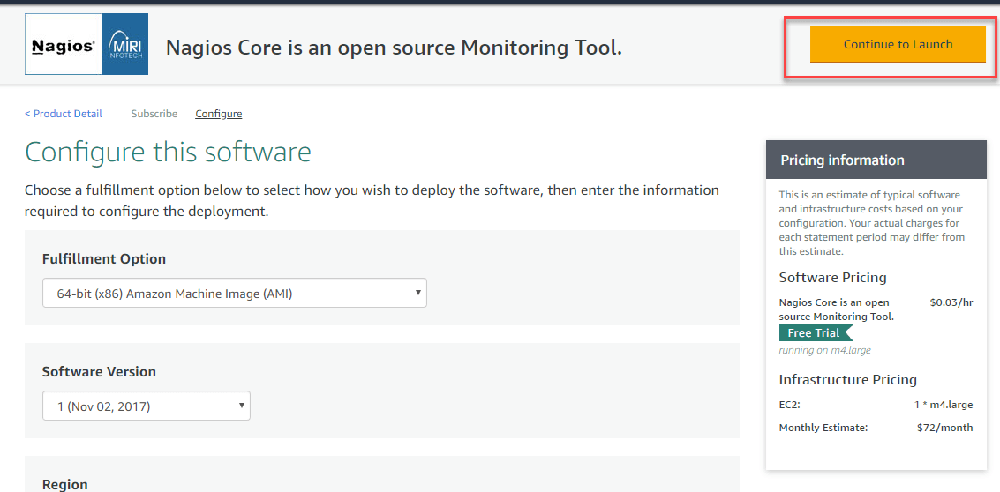 Nagios®
MIRI
INFOTECH
Nagios Core is an open source Monitoring Tool.
Continue to Launch
< Product Detail
Subscribe
Configure
Configure this software
Choose a fulfillment option below to select how you wish to deploy the software, then enter the information
required to configure the deployment.
Fulfillment Option
64-bit (x86) Amazon Machine Image (AMI)
Software Version
1 (Nov 02, 2017)
Region
Pricing information
This is an estimate of typical software
and infrastructure costs based on your
configuration. Your actual charges for
each statement period may differ from
this estimate.
Software Pricing
Nagios Core is an open $0.03/hr
source Monitoring Tool.
Free Trial
running on m4.large
Infrastructure Pricing
EC2: 1 * m4.large
Monthly Estimate: $72/month